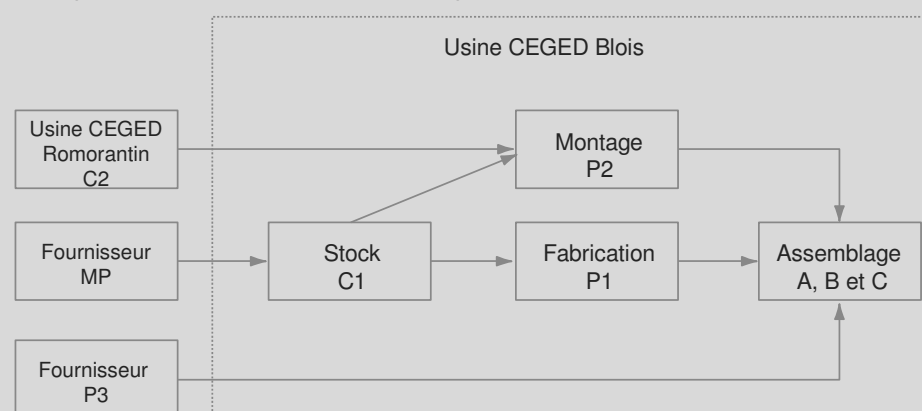 Usine CEGED Blois
Usine CEGED
Romorantin
C2
Montage
P2
Fournisseur
MP
Stock
C1
Fabrication
P1
Assemblage
A, B et C
Fournisseur
P3